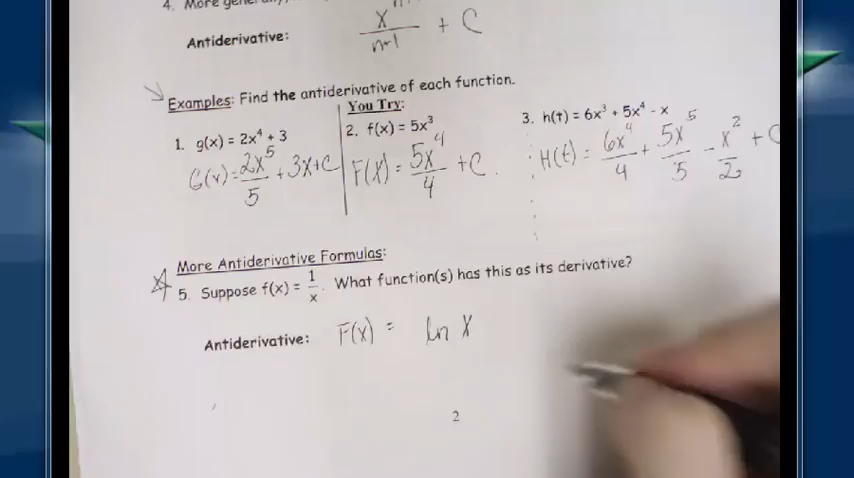 4. More
Antiderivative: x / n+1 + C
Examples: Find the antiderivative of each function.
You Try:
1. g(x) = 2x⁴ + 3
2. f(x) = 5x³
3. h(t) = 6x³ + 5x⁴ - x
G(x) = 2x⁵/5 + 3x + C
F(x) = 5x⁴/4 + C
H(t) = 6x⁴/4 + 5x⁵/5 - x²/2 + C
More Antiderivative Formulas:
5. Suppose f(x) = 1/x. What function(s) has this as its derivative?
Antiderivative: F(x) = ln x
2